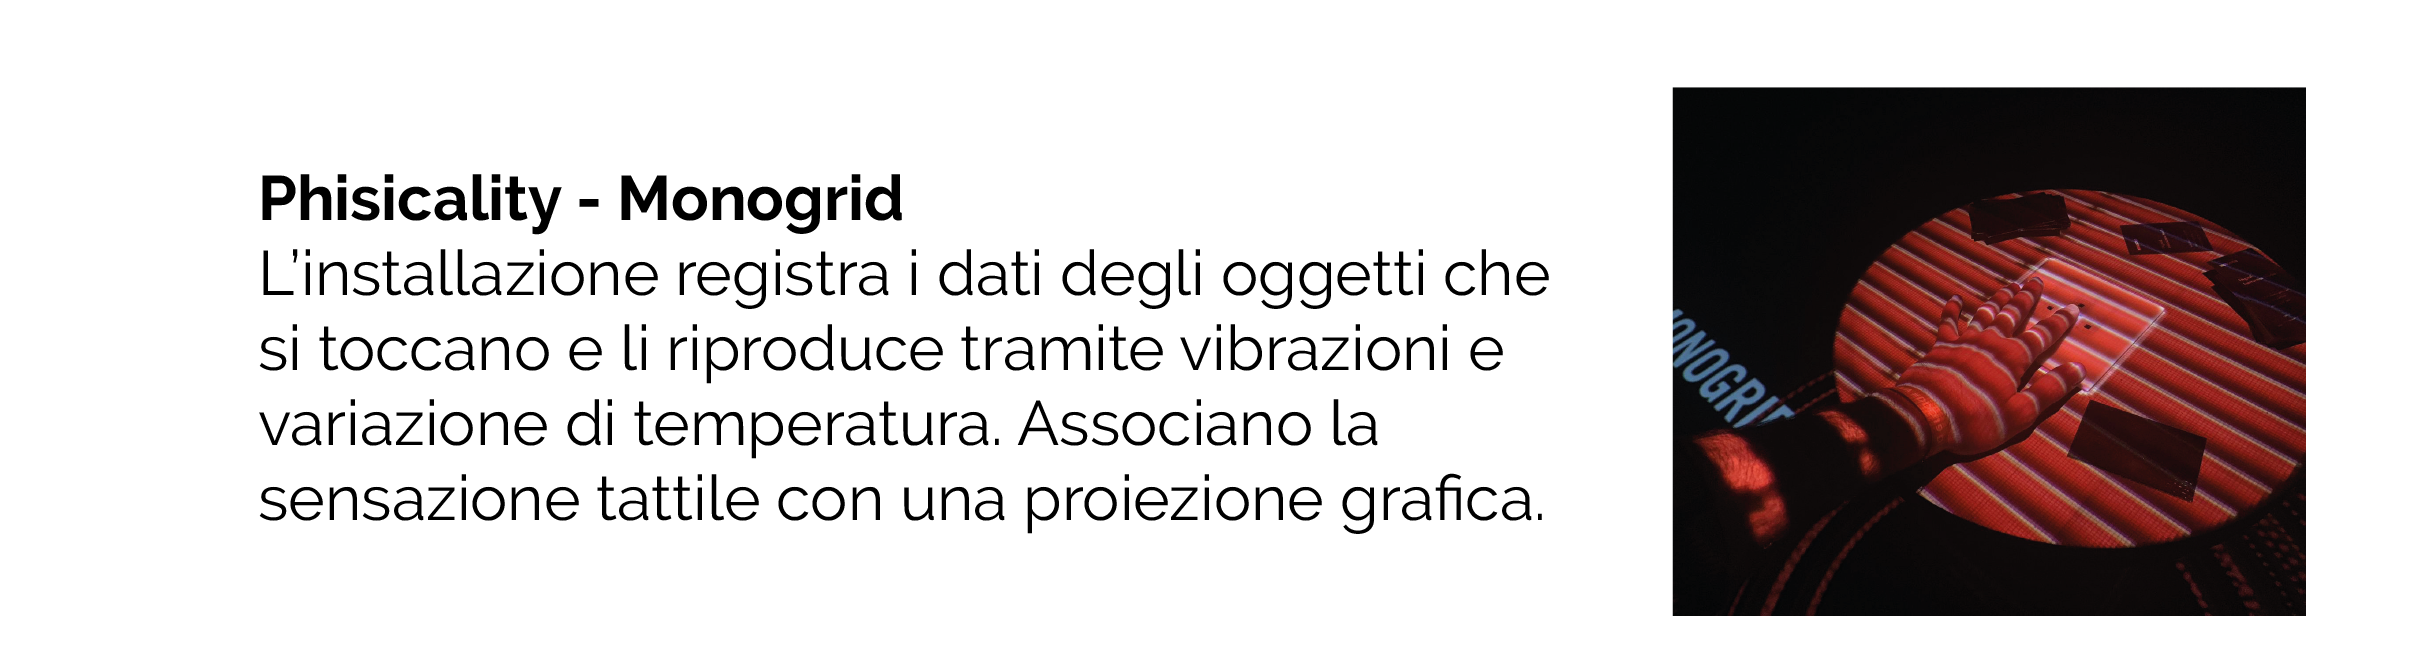 Phisicality - Monogrid
L’installazione registra i dati degli oggetti che
si toccano e li riproduce tramite vibrazioni e
variazione di temperatura. Associano la
sensazione tattile con una proiezione grafica.
MONOGRID